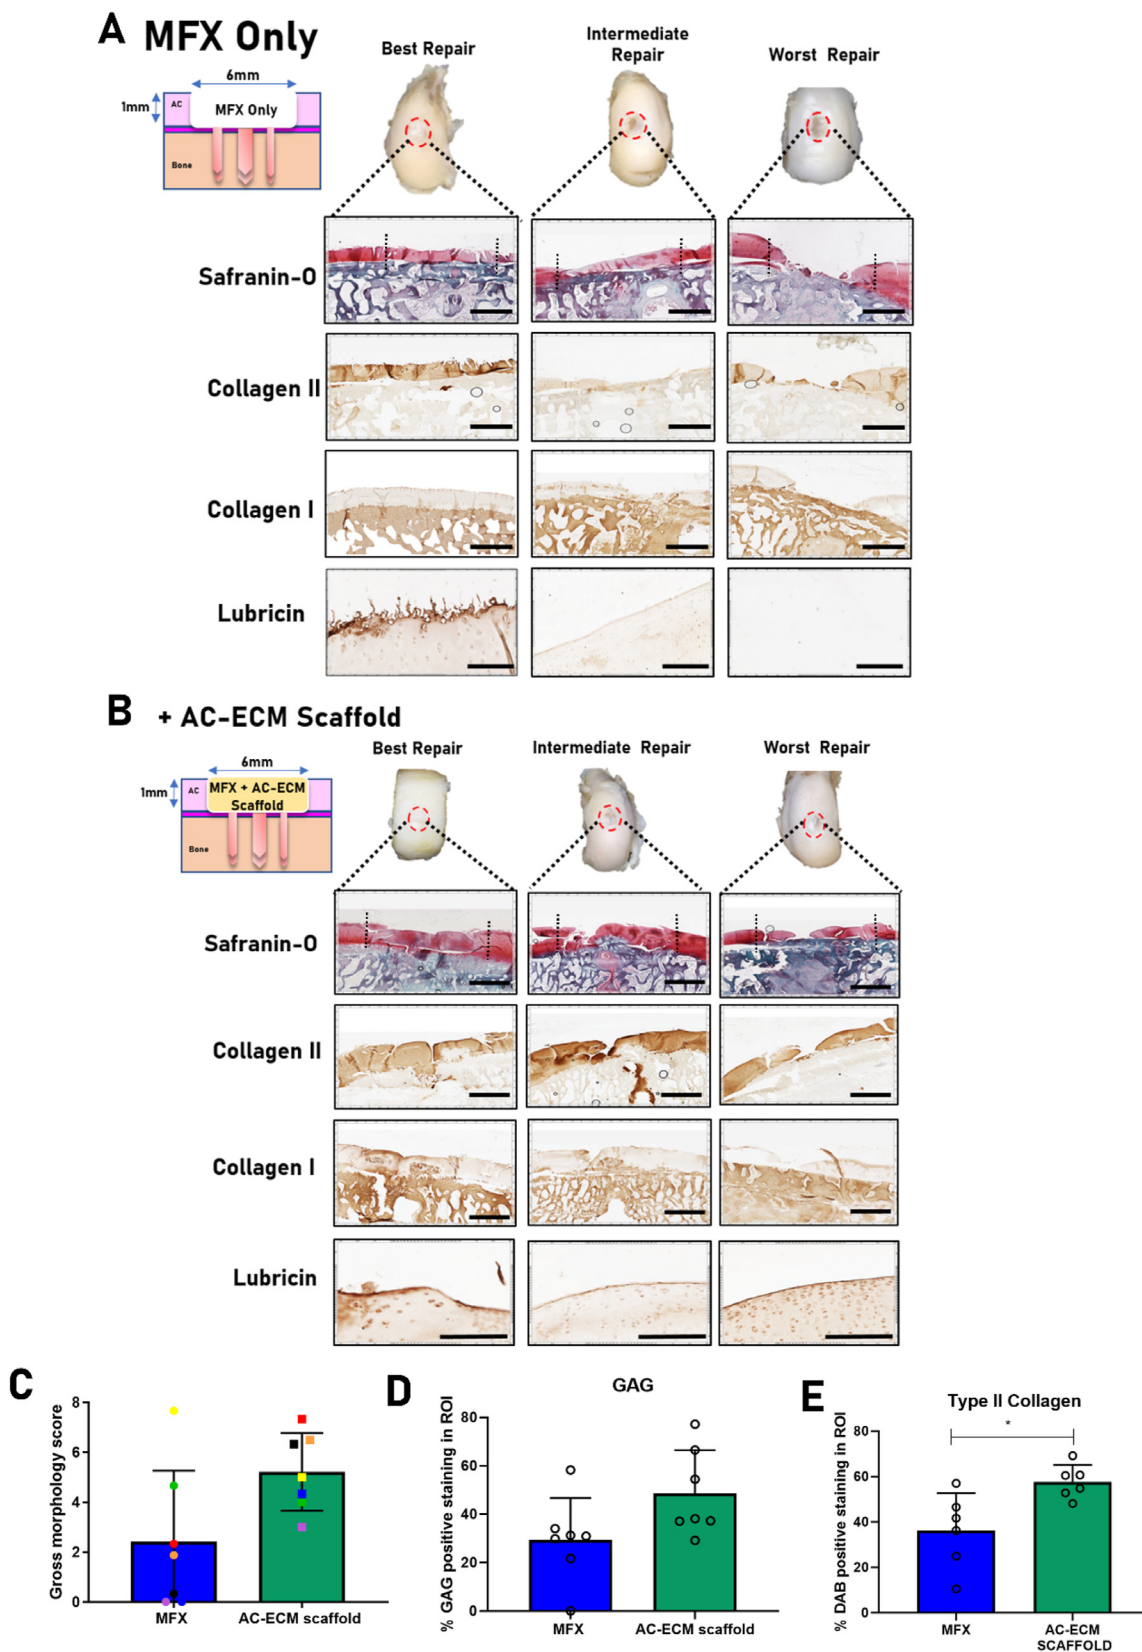 A MFX Only
Best Repair
Intermediate
Repair
Worst Repair
6mm
1mm
AC
MFX Only
Bone
Safranin-O
Collagen II
Collagen I
Lubricin
B + AC-ECM Scaffold
Best Repair
Intermediate Repair
Worst Repair
6mm
1mm
AC
MFX + AC-ECM
Scaffold
Bone
Safranin-O
Collagen II
Collagen I
Lubricin
C
Gross morphology score
8
6
4
2
0
MFX
AC-ECM scaffold
D
GAG
% GAG positive staining in ROI
80
60
40
20
0
MFX
AC-ECM scaffold
E
Type II Collagen
*
% DAB positive staining in ROI
80
60
40
20
0
MFX
AC-ECM
SCAFFOLD